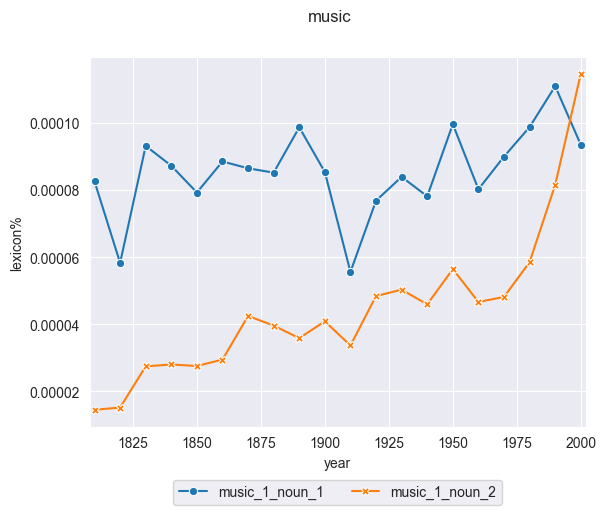 music
lexicon%
0.00010
0.00008
0.00006
0.00004
0.00002
1825 1850 1875 1900 1925 1950 1975 2000
year
music_1_noun_1 music_1_noun_2